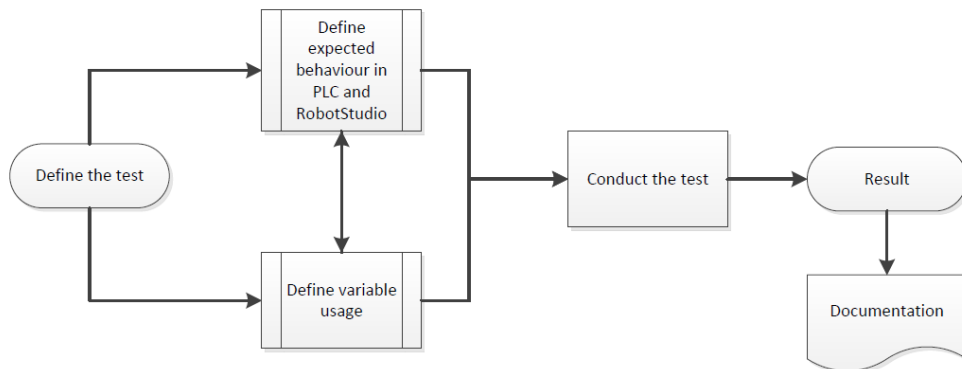 Define
expected
behaviour in
PLC and
RobotStudio
Define the test
Conduct the test
Result
Define variable
usage
Documentation